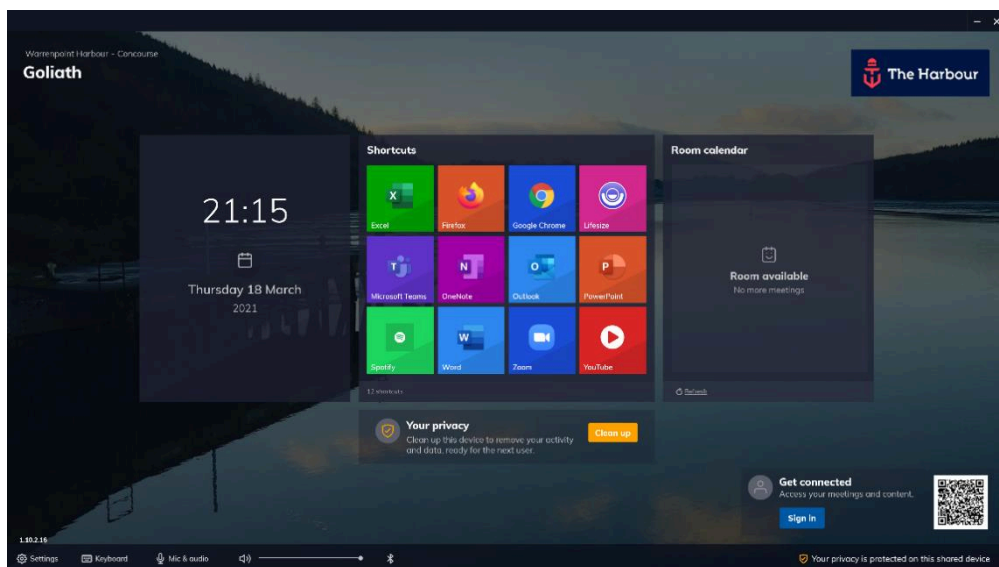 Warrenpoint Harbour - Concourse
Goliath
The Harbour
21:15
Thursday 18 March
2021
Shortcuts
Excel
Firefox
Google Chrome
Lifesize
Microsoft Teams
OneNote
Outlook
PowerPoint
Spotify
Word
Zoom
YouTube
12 shortcuts
Room calendar
Room available
No more meetings
Refresh
Your privacy
Clean up this device to remove your activity
and data, ready for the next user.
Clean up
Get connected
Access your meetings and content.
Sign in
1.10.2.16
Settings
Keyboard
Mic & audio
Your privacy is protected on this shared device